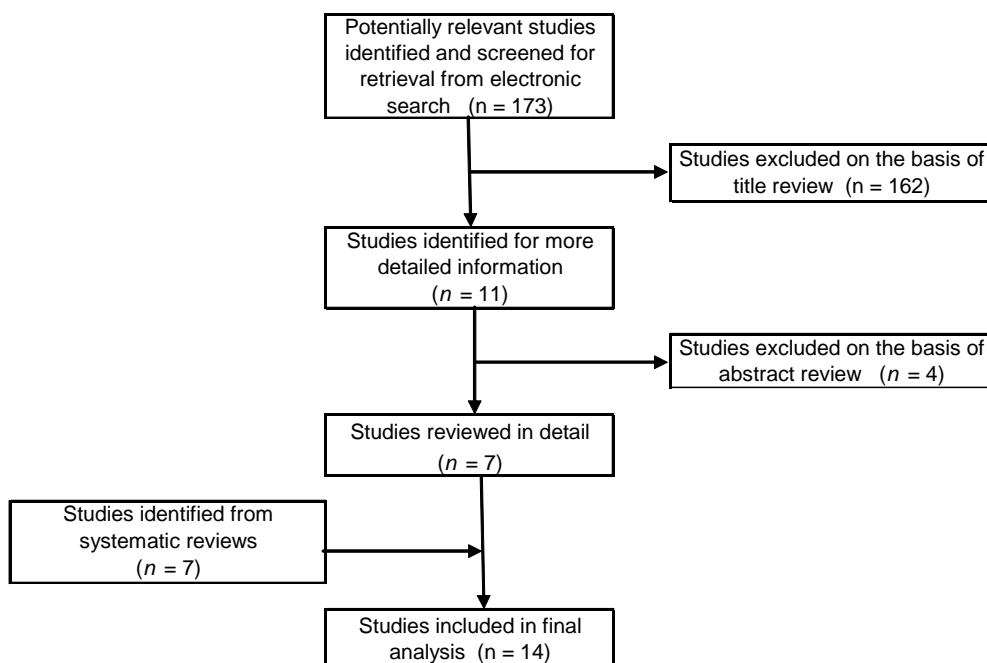 Potentially relevant studies
identified and screened for
retrieval from electronic
search (n = 173)
Studies excluded on the basis of
title review (n = 162)
Studies identified for more
detailed information
(n = 11)
Studies excluded on the basis of
abstract review (n = 4)
Studies reviewed in detail
(n = 7)
Studies identified from
systematic reviews
(n = 7)
Studies included in final
analysis (n = 14)